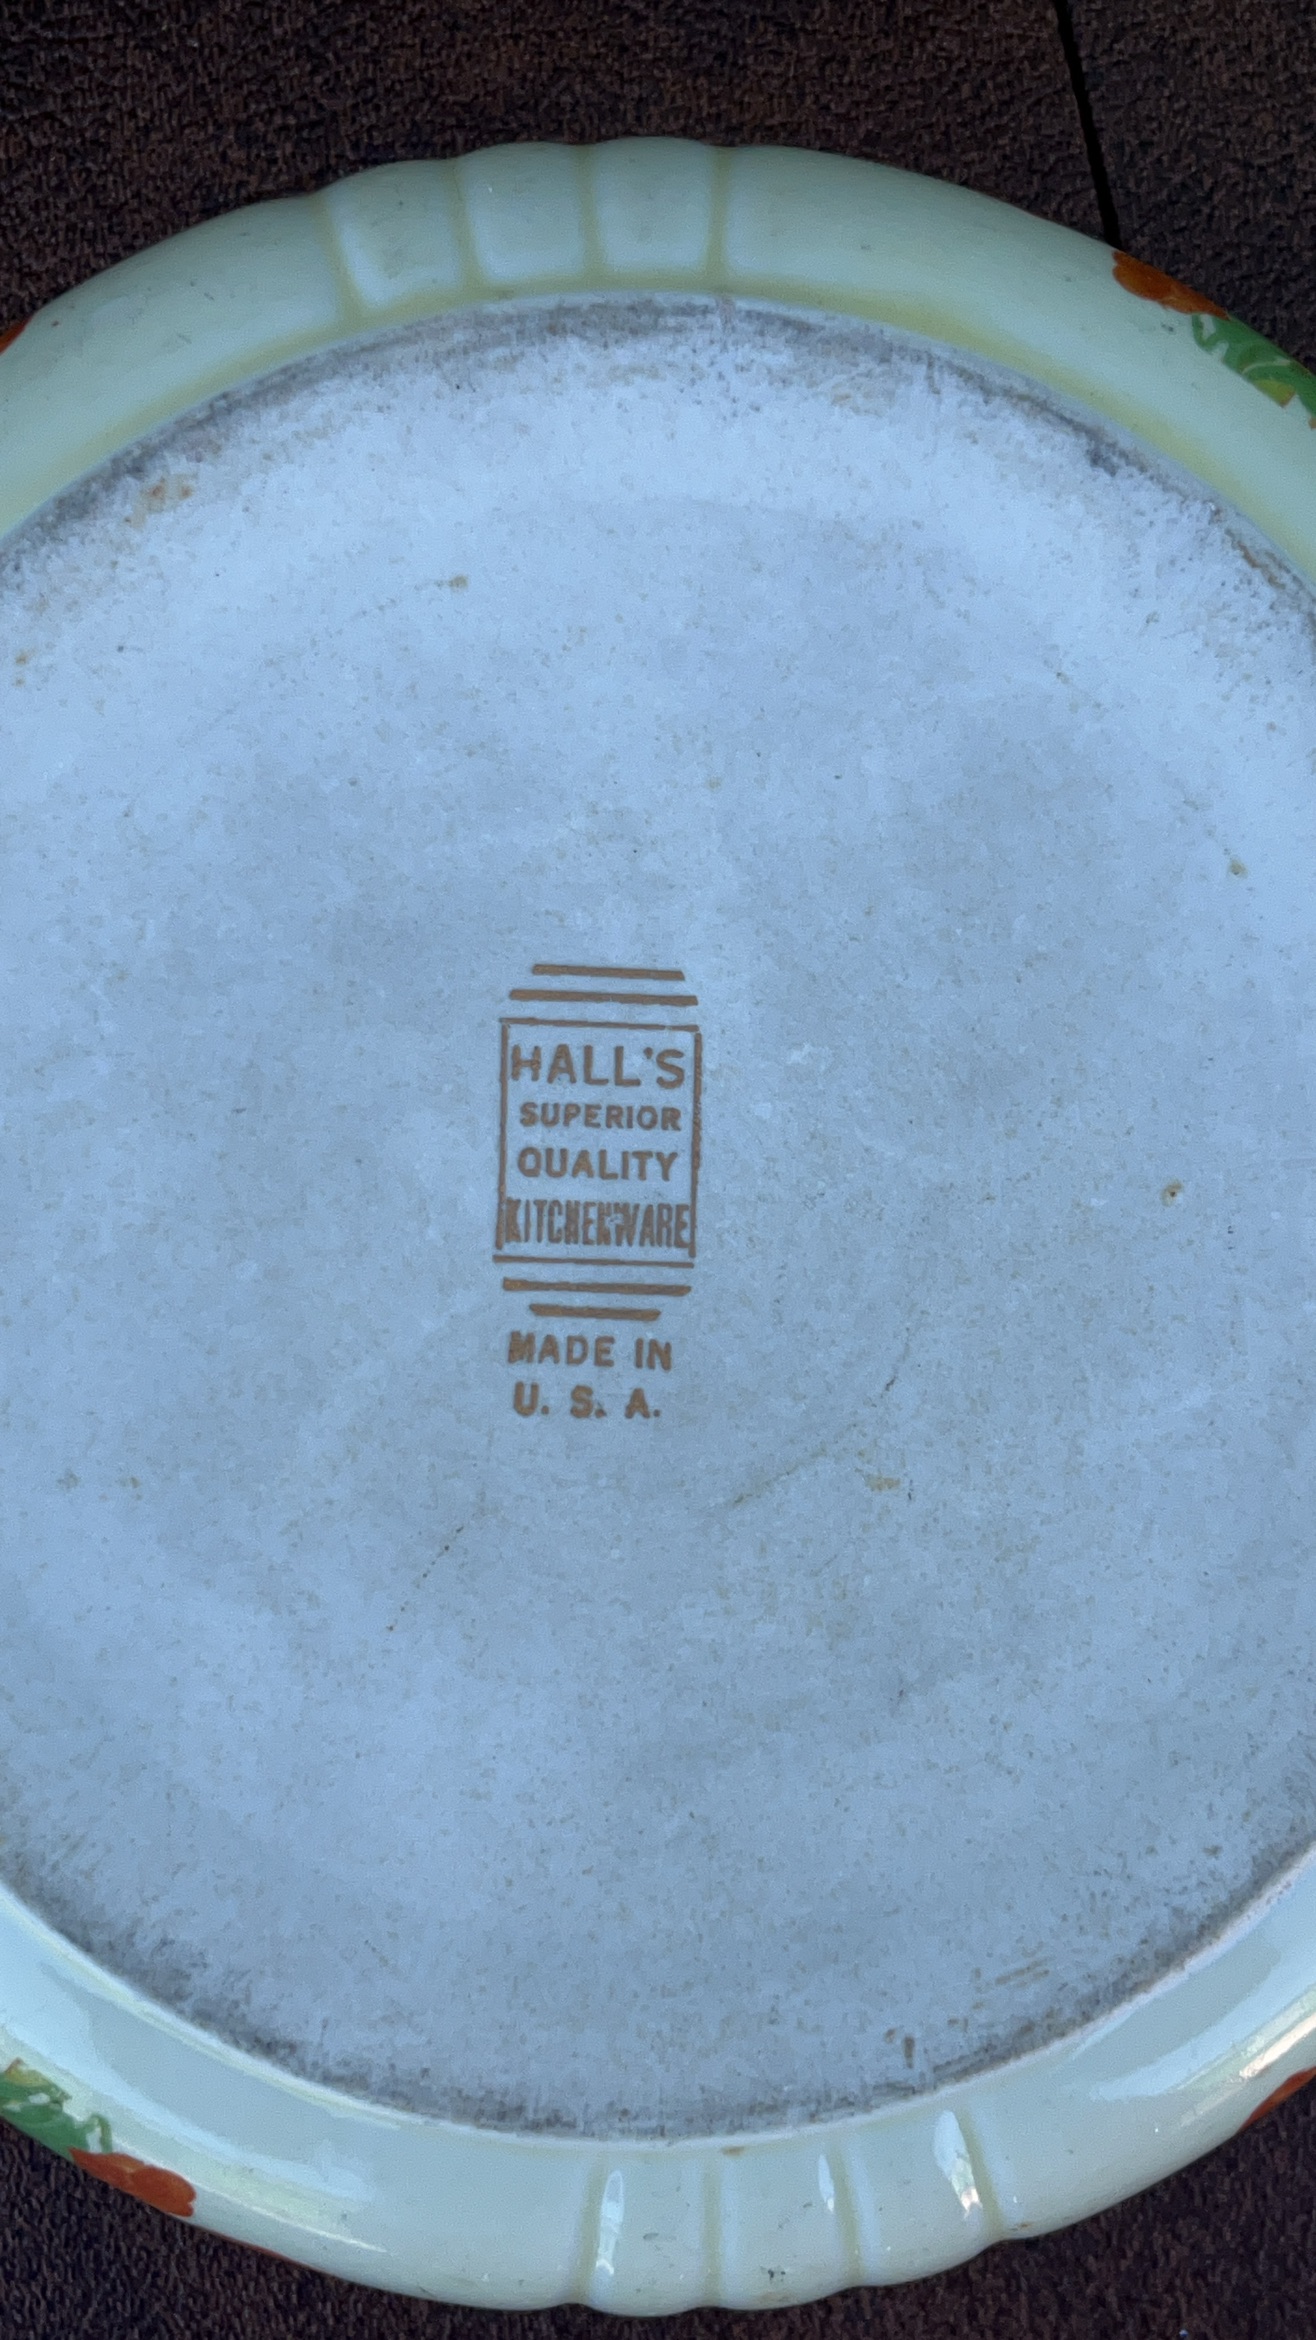 HALL'S
SUPERIOR
QUALITY
KITCHENWARE
MADE IN
U. S. A.